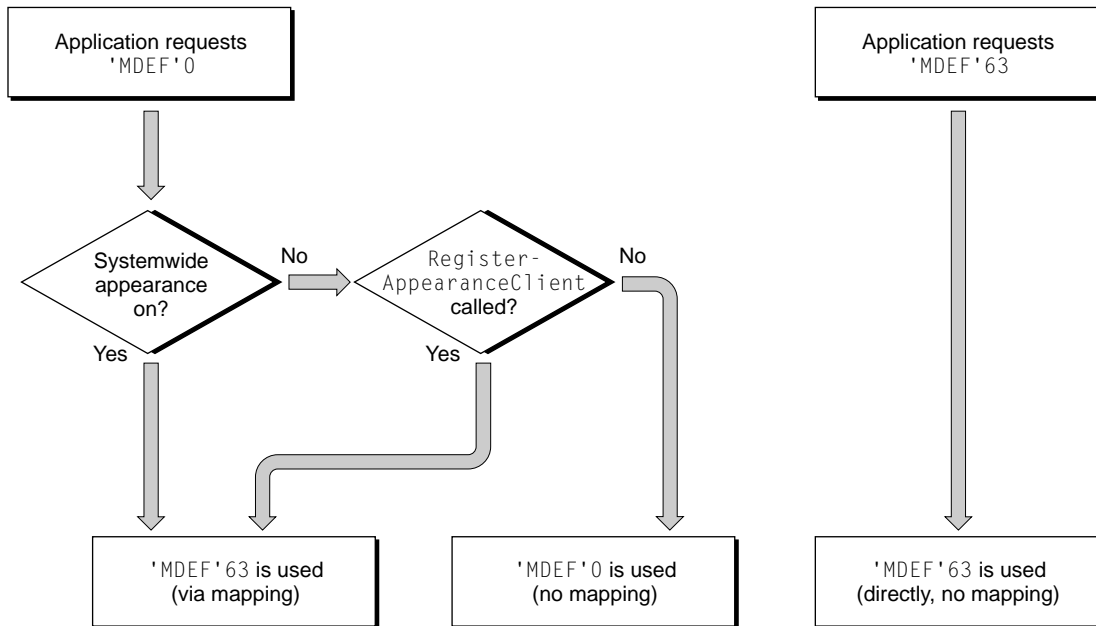 Application requests
'MDEF'0
Application requests
'MDEF'63
Systemwide
appearance
on?
No
Register-
AppearanceClient
called?
No
Yes
Yes
'MDEF'63 is used
(via mapping)
'MDEF'0 is used
(no mapping)
'MDEF'63 is used
(directly, no mapping)